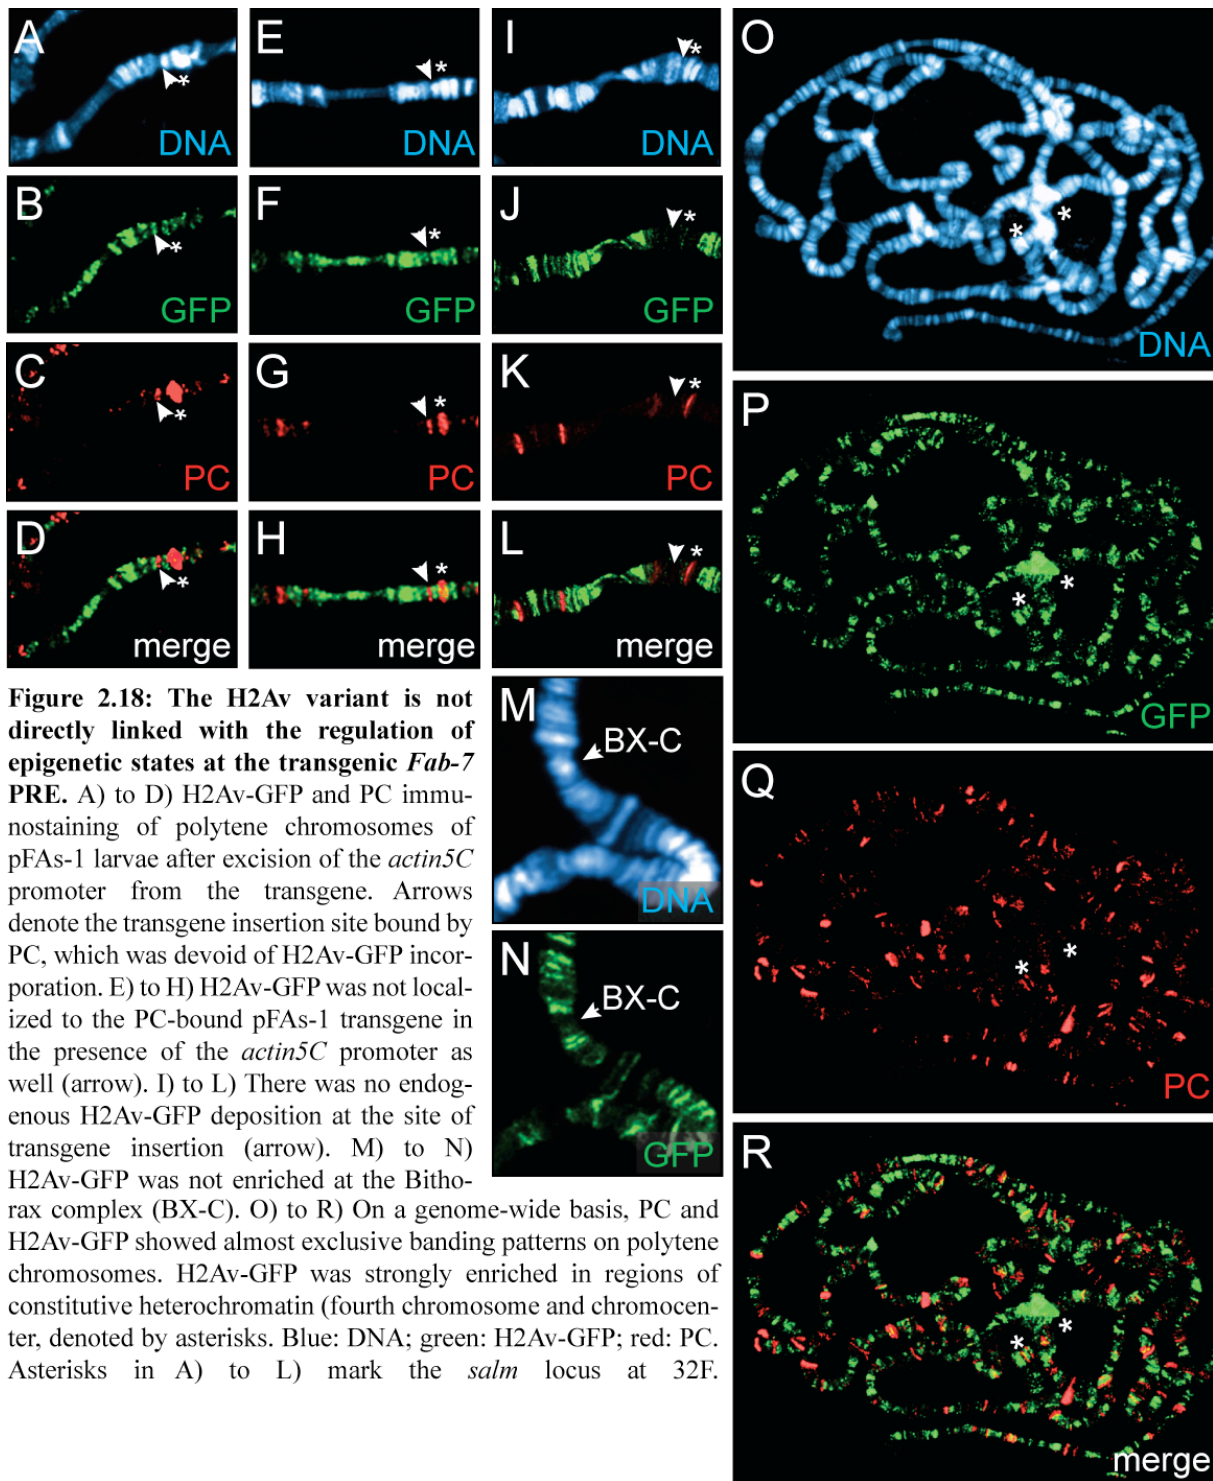 A
DNA
B
GFP
C
PC
D
merge
E
DNA
F
GFP
G
PC
H
merge
I
DNA
J
GFP
K
PC
L
merge
M
BX-C
DNA
N
BX-C
GFP
O
DNA
P
GFP
Q
PC
R
merge
Figure 2.18: The H2Av variant is not
directly linked with the regulation of
epigenetic states at the transgenic Fab-7
PRE. A) to D) H2Av-GFP and PC immu-
nostaining of polytene chromosomes of
pFAs-1 larvae after excision of the actin5C
promoter from the transgene. Arrows
denote the transgene insertion site bound by
PC, which was devoid of H2Av-GFP incor-
poration. E) to H) H2Av-GFP was not local-
ized to the PC-bound pFAs-1 transgene in
the presence of the actin5C promoter as
well (arrow). I) to L) There was no endog-
enous H2Av-GFP deposition at the site of
transgene insertion (arrow). M) to N)
H2Av-GFP was not enriched at the Bitho-
rax complex (BX-C). O) to R) On a genome-wide basis, PC and
H2Av-GFP showed almost exclusive banding patterns on polytene
chromosomes. H2Av-GFP was strongly enriched in regions of
constitutive heterochromatin (fourth chromosome and chromocen-
ter, denoted by asterisks. Blue: DNA; green: H2Av-GFP; red: PC.
Asterisks in A) to L) mark the salm locus at 32F.